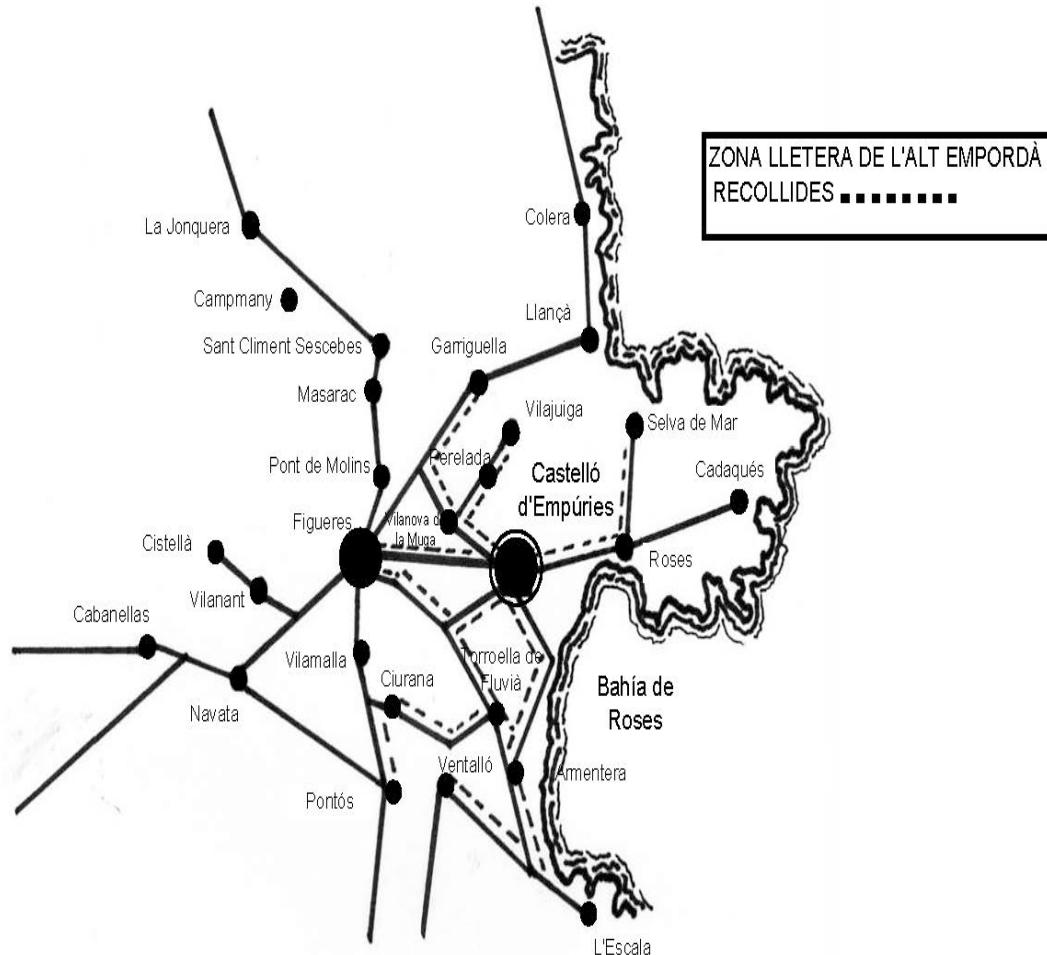 ZONA LLETERA DE L'ALT EMPORDÀ
RECOLLIDES
La Jonquera
Colera
Campmany
Llançà
Sant Climent Sescebes
Garriguella
Masarac
Vilajuiga
Selva de Mar
Perelada
Pont de Molins
Castelló
d'Empúries
Cadaqués
Figueres
Vilanova de
la Muga
Cistellà
Roses
Vilanant
Cabanellas
Vilamalla
Torroella de
Fluvià
Ciurana
Bahía de
Roses
Navata
Ventalló
Armentera
Pontós
L'Escala